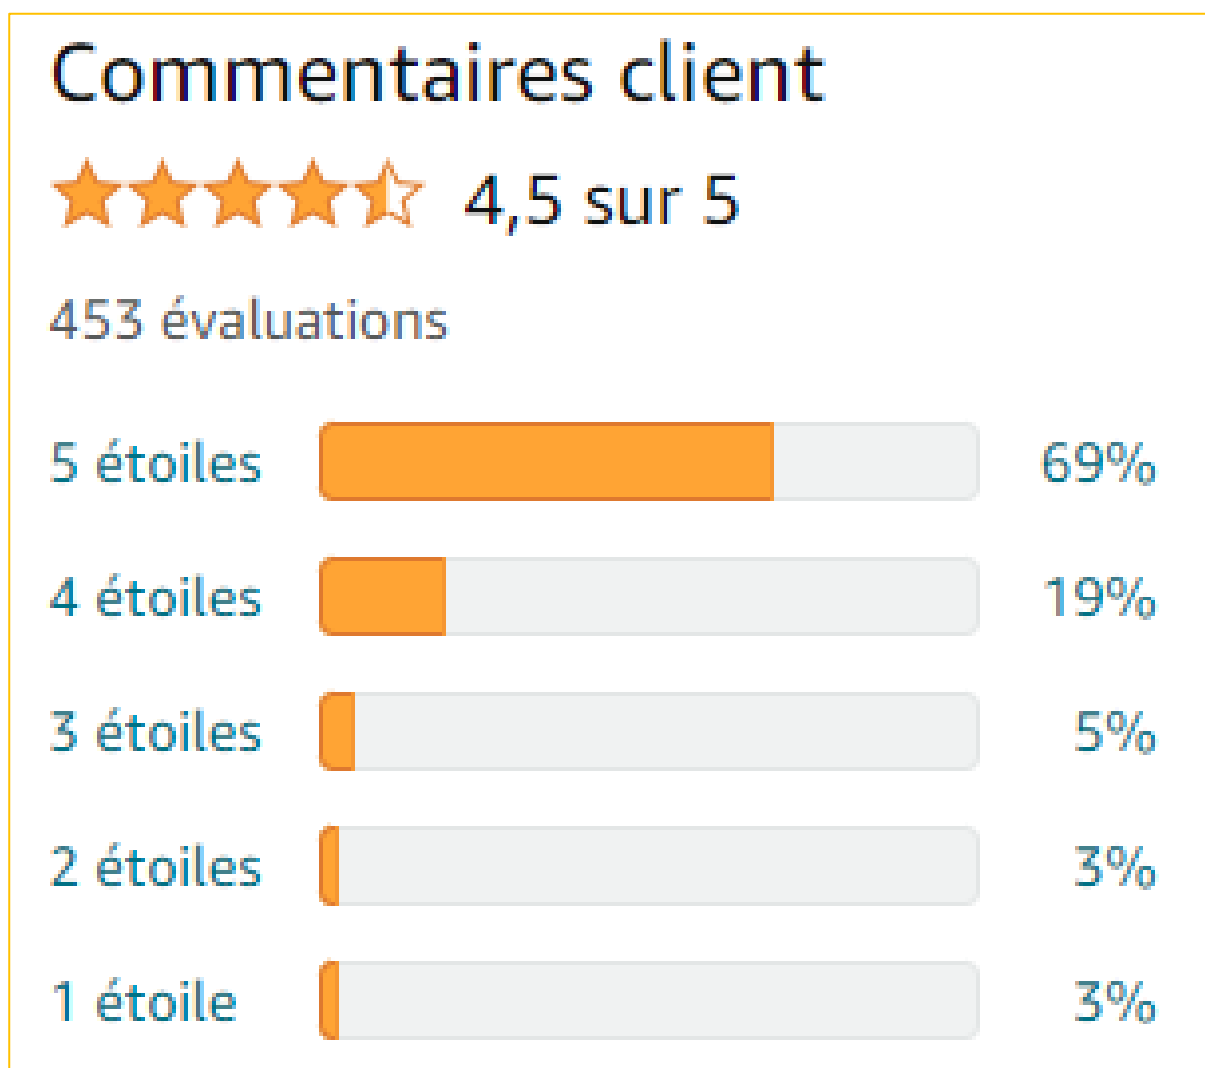 Commentaires client
4,5 sur 5
453 évaluations
5 étoiles 69%
4 étoiles 19%
3 étoiles 5%
2 étoiles 3%
1 étoile 3%